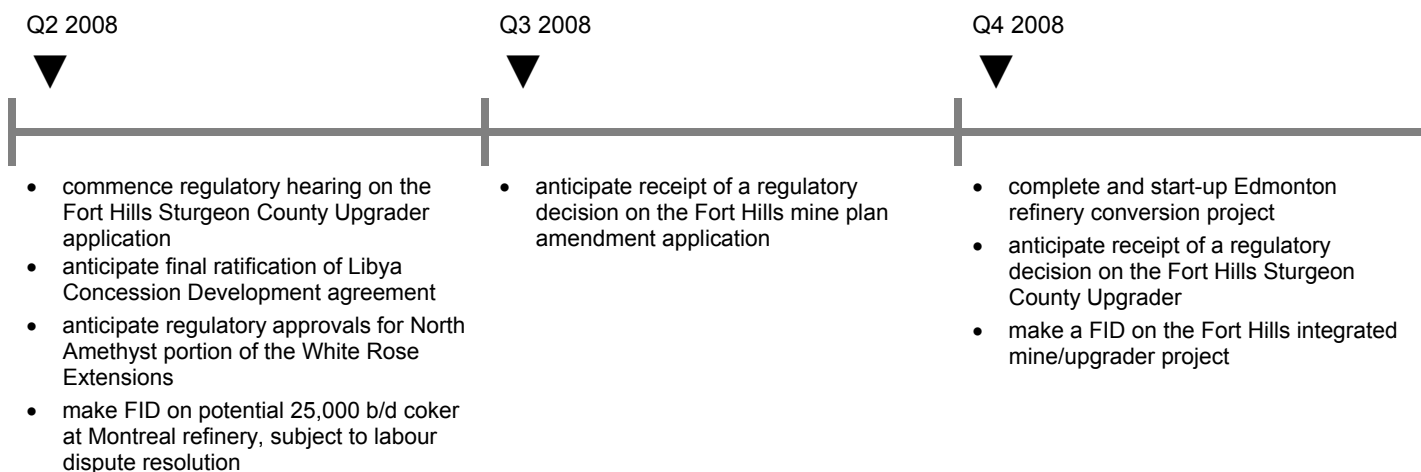 Q2 2008
Q3 2008
Q4 2008
• commence regulatory hearing on the
Fort Hills Sturgeon County Upgrader
application
• anticipate final ratification of Libya
Concession Development agreement
• anticipate regulatory approvals for North
Amethyst portion of the White Rose
Extensions
• make FID on potential 25,000 b/d coker
at Montreal refinery, subject to labour
dispute resolution
• anticipate receipt of a regulatory
decision on the Fort Hills mine plan
amendment application
• complete and start-up Edmonton
refinery conversion project
• anticipate receipt of a regulatory
decision on the Fort Hills Sturgeon
County Upgrader
• make a FID on the Fort Hills integrated
mine/upgrader project